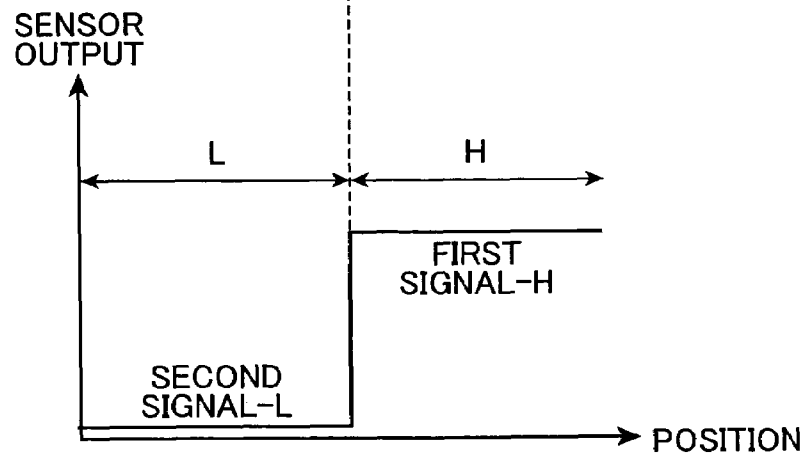 SENSOR
OUTPUT
L
H
FIRST
SIGNAL-H
SECOND
SIGNAL-L
POSITION